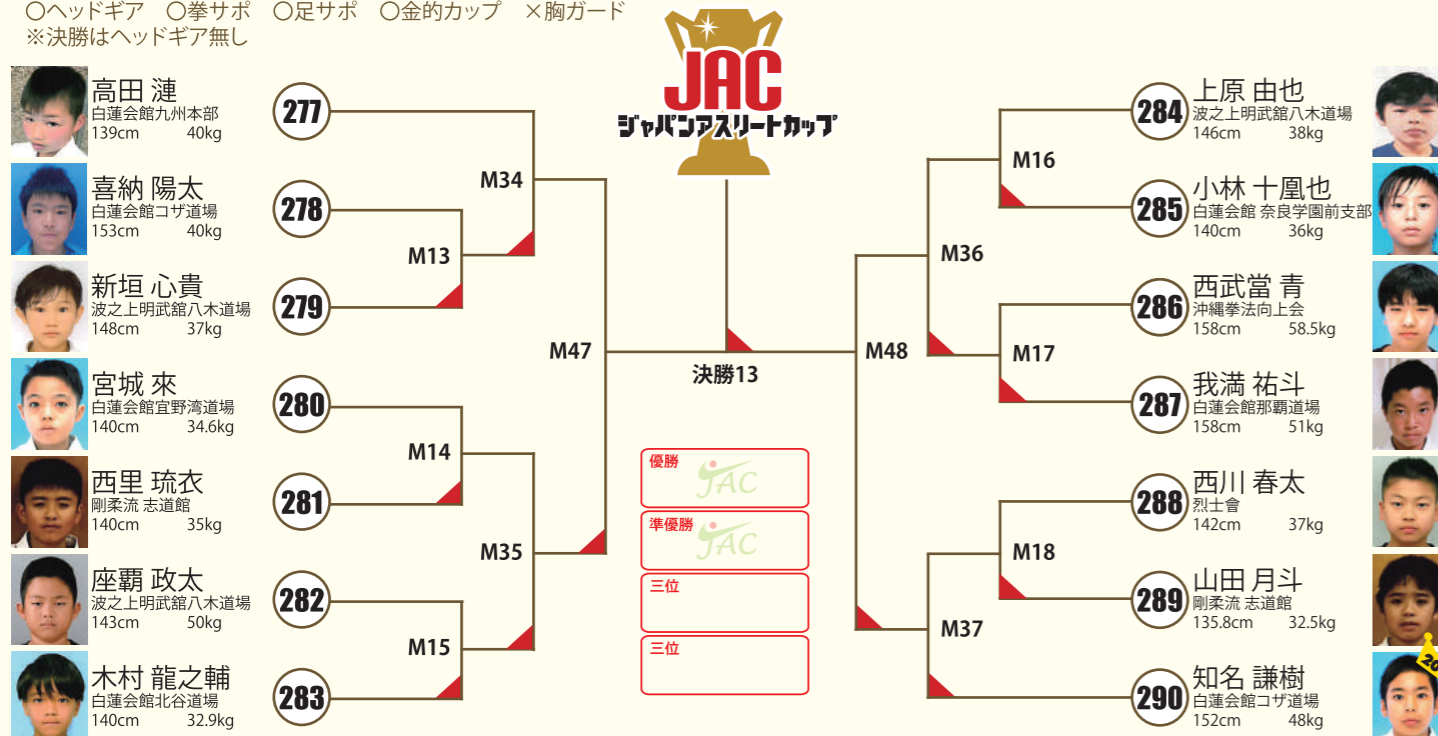 ○ヘッドギア ○拳サポ ○足サポ ○金的カップ ×胸ガード
※決勝はヘッドギア無し
JAC
ジャパンアスリートカップ
高田 漣
白蓮会館九州本部
139cm 40kg
277
喜納 陽太
白蓮会館コザ道場
153cm 40kg
278
新垣 心貴
波之上明武舘八木道場
148cm 37kg
279
宮城 來
白蓮会館宜野湾道場
140cm 34.6kg
280
西里 琉衣
剛柔流 志道館
140cm 35kg
281
座覇 政太
波之上明武舘八木道場
143cm 50kg
282
木村 龍之輔
白蓮会館北谷道場
140cm 32.9kg
283
M34
M13
M47
M14
M35
M15
決勝13
優勝
JAC
準優勝
JAC
三位
三位
M16
M36
M48
M17
M18
M37
284
上原 由也
波之上明武舘八木道場
146cm 38kg
285
小林 十凰也
白蓮会館 奈良学園前支部
140cm 36kg
286
西武當 青
沖縄拳法向上会
158cm 58.5kg
287
我満 祐斗
白蓮会館那覇道場
158cm 51kg
288
西川 春太
烈士會
142cm 37kg
289
山田 月斗
剛柔流 志道館
135.8cm 32.5kg
290
知名 謙樹
白蓮会館コザ道場
152cm 48kg